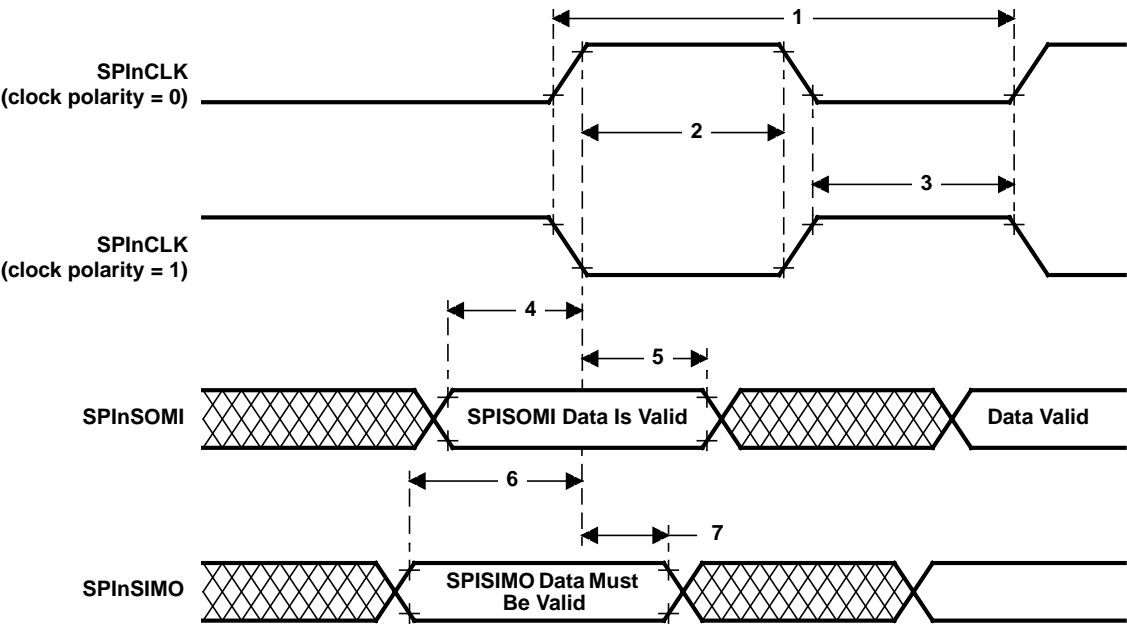 1
SPInCLK
(clock polarity = 0)
2
3
SPInCLK
(clock polarity = 1)
4
5
SPInSOMI
SPISOMI Data Is Valid
Data Valid
6
7
SPInSIMO
SPISIMO Data Must
Be Valid